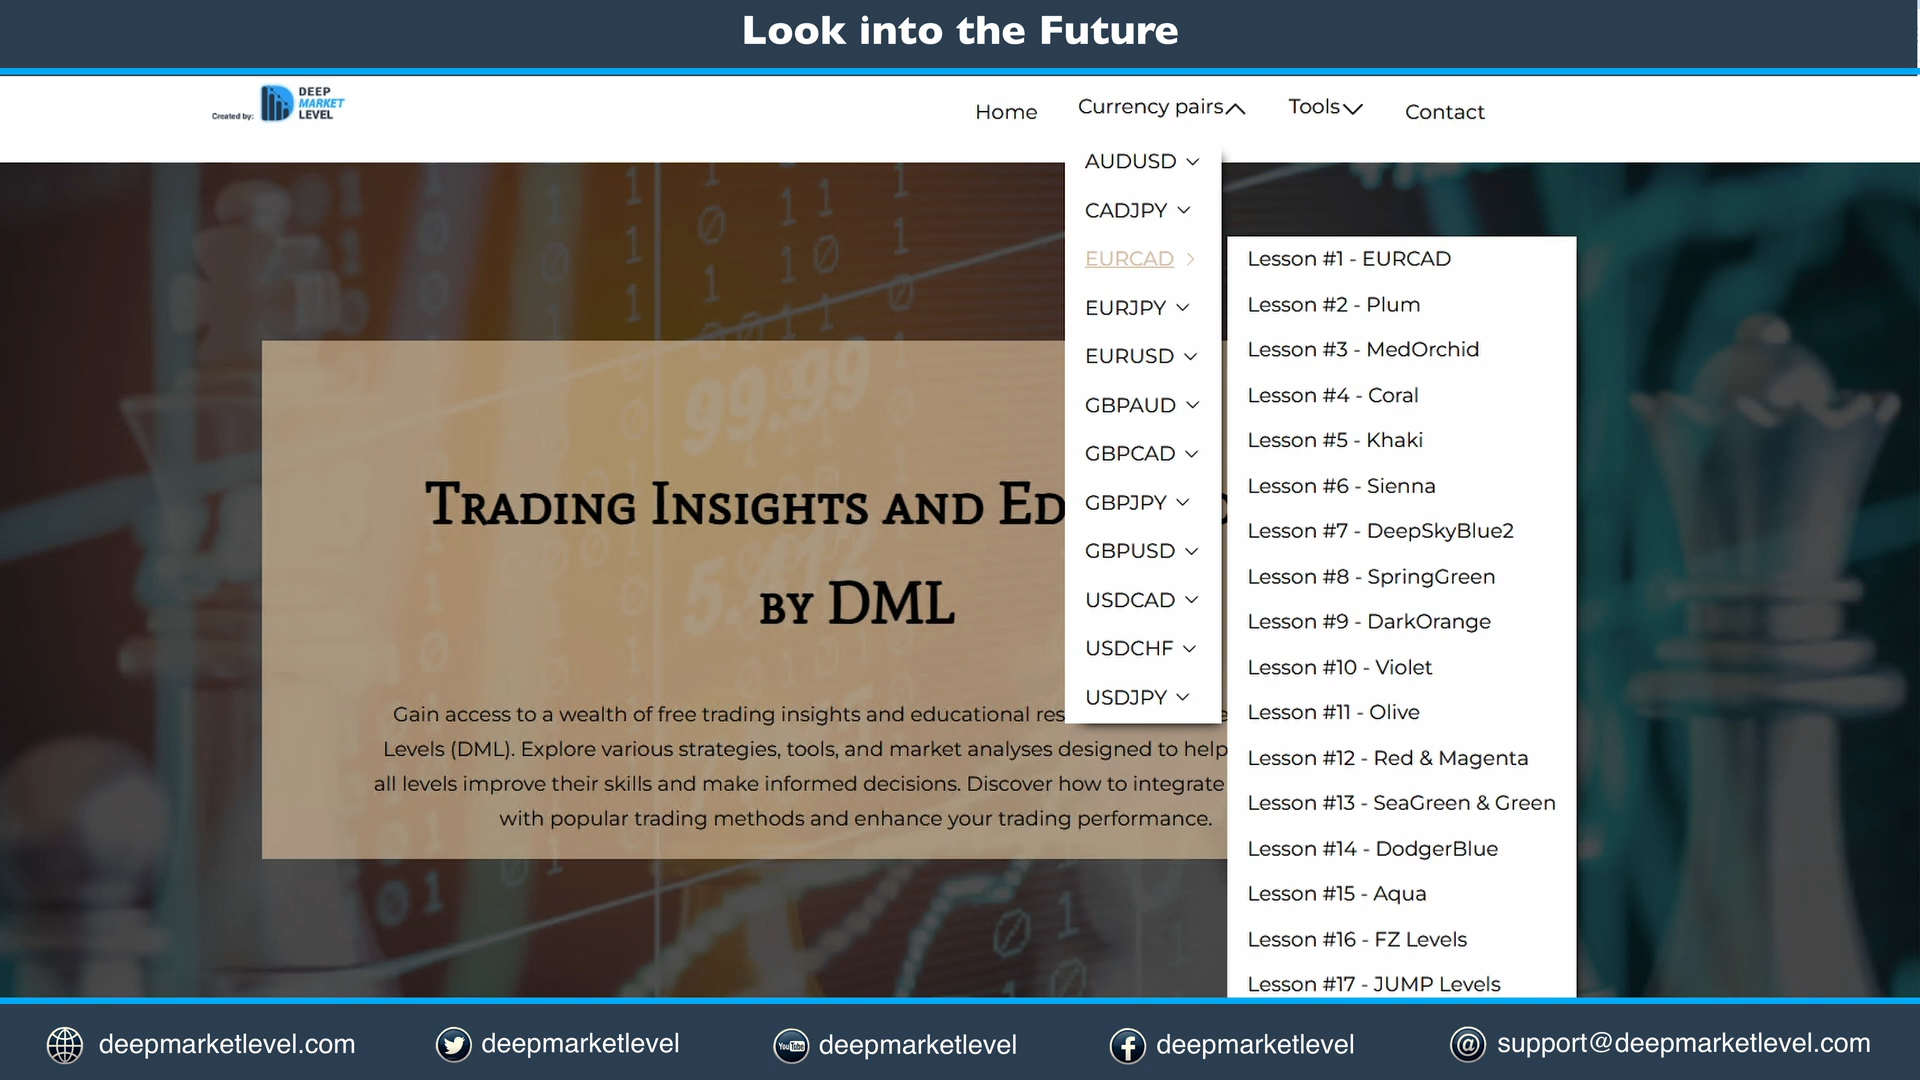 Look into the Future
Created by:
DEEP
MARKET
LEVEL
Home
Currency pairs
Tools
Contact
AUDUSD
CADJPY
EURCAD
EURJPY
EURUSD
GBPAUD
GBPCAD
GBPJPY
GBPUSD
USDCAD
USDCHF
USDJPY
Lesson #1 - EURCAD
Lesson #2 - Plum
Lesson #3 - MedOrchid
Lesson #4 - Coral
Lesson #5 - Khaki
Lesson #6 - Sienna
Lesson #7 - DeepSkyBlue2
Lesson #8 - SpringGreen
Lesson #9 - DarkOrange
Lesson #10 - Violet
Lesson #11 - Olive
Lesson #12 - Red & Magenta
Lesson #13 - SeaGreen & Green
Lesson #14 - DodgerBlue
Lesson #15 - Aqua
Lesson #16 - FZ Levels
Lesson #17 - JUMP Levels
99.99
Trading Insights and
by DML
Gain access to a wealth of free trading insights and educational
Levels (DML). Explore various strategies, tools, and market analyses designed to help
all levels improve their skills and make informed decisions. Discover how to integrate
with popular trading methods and enhance your trading performance.
deepmarketlevel.com
deepmarketlevel
YouTube
deepmarketlevel
deepmarketlevel
support@deepmarketlevel.com